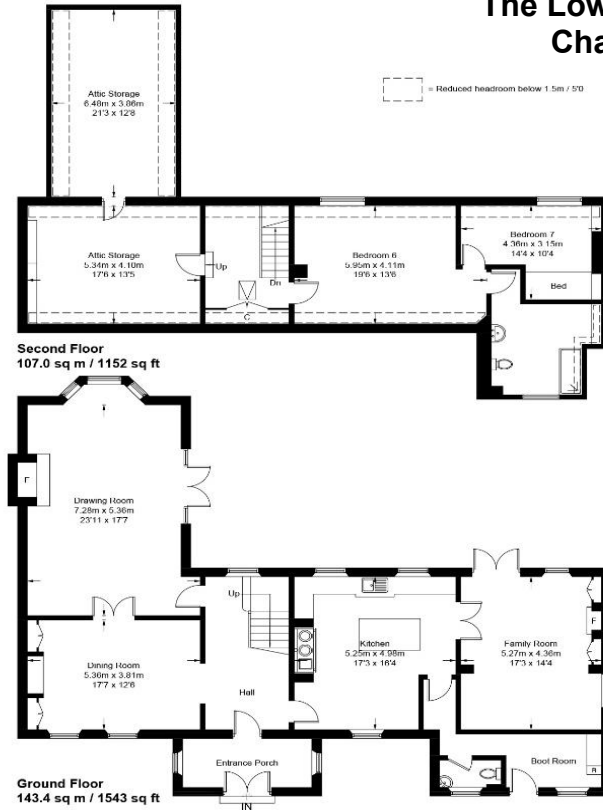 The Low
Cha
= Reduced headroom below 1.5m / 5'0
Attic Storage
6.48m x 3.86m
21'3 x 12'8
Attic Storage
5.34m x 4.10m
17'6 x 13'5
Up
Dn
C
Bedroom 6
5.95m x 4.11m
19'6 x 13'6
Bedroom 7
4.36m x 3.15m
14'4 x 10'4
Bed
Second Floor
107.0 sq m / 1152 sq ft
F
Drawing Room
7.28m x 5.36m
23'11 x 17'7
Up
Kitchen
5.25m x 4.98m
17'3 x 16'4
Family Room
5.27m x 4.36m
17'3 x 14'4
F
Dining Room
5.36m x 3.81m
17'7 x 12'6
Hall
Entrance Porch
Boot Room
B
IN
Ground Floor
143.4 sq m / 1543 sq ft